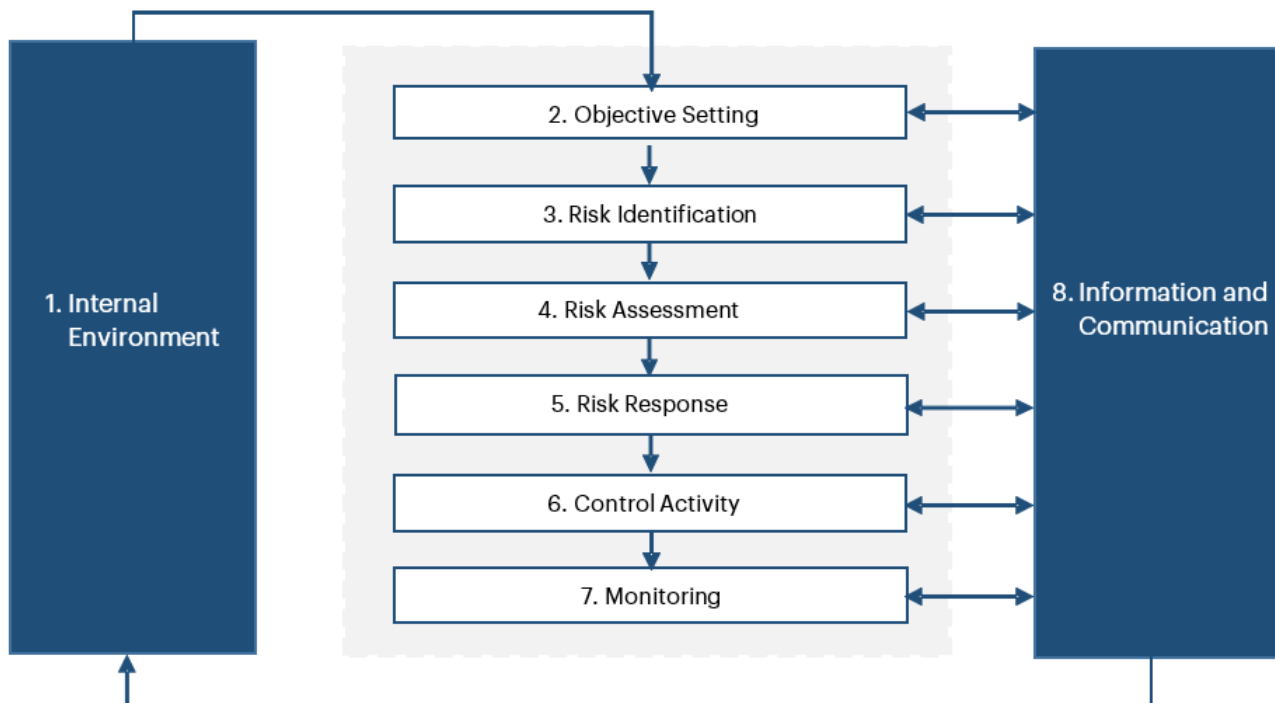 2. Objective Setting
3. Risk Identification
1. Internal
Environment
4. Risk Assessment
8. Information and
Communication
5. Risk Response
6. Control Activity
7. Monitoring